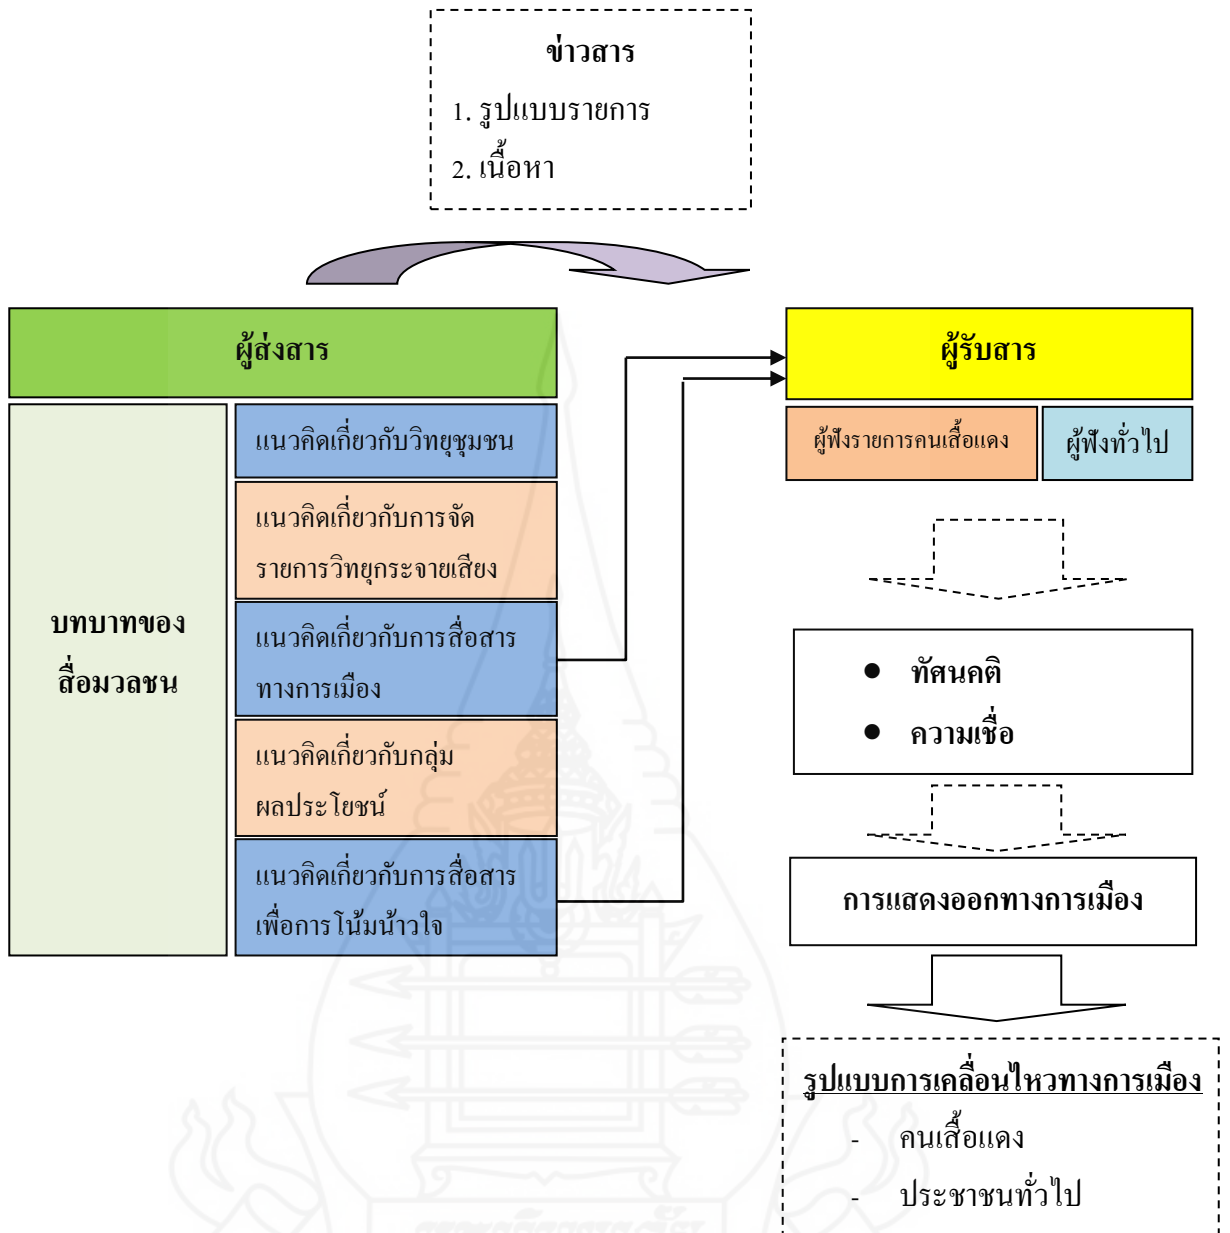 ข่าวสาร
1. รูปแบบรายการ
2. เนื้อหา
ผู้ส่งสาร
บทบาทของ
สื่อมวลชน
แนวคิดเกี่ยวกับวิทยุชุมชน
แนวคิดเกี่ยวกับการจัด
รายการวิทยุกระจายเสียง
แนวคิดเกี่ยวกับการสื่อสาร
ทางการเมือง
แนวคิดเกี่ยวกับกลุ่ม
ผลประโยชน์
แนวคิดเกี่ยวกับการสื่อสาร
เพื่อการโน้มน้าวใจ
ผู้รับสาร
ผู้ฟังรายการคนเสื้อแดง
ผู้ฟังทั่วไป
● ทัศนคติ
● ความเชื่อ
การแสดงออกทางการเมือง
รูปแบบการเคลื่อนไหวทางการเมือง
- คนเสื้อแดง
- ประชาชนทั่วไป